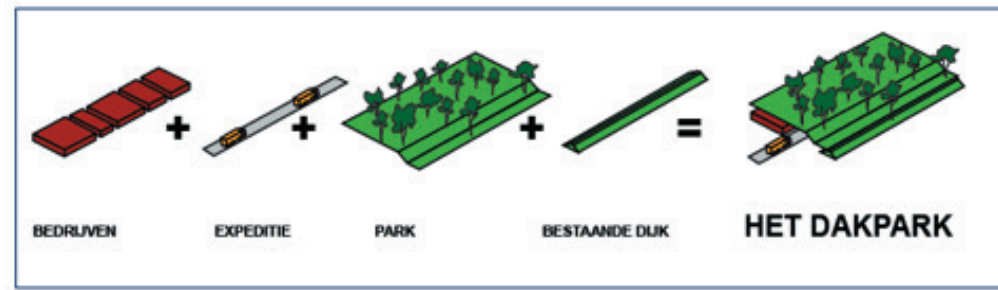 + + + =
BEDRIJVEN EXPEDITIE PARK BESTAANDE DIJK HET DAKPARK